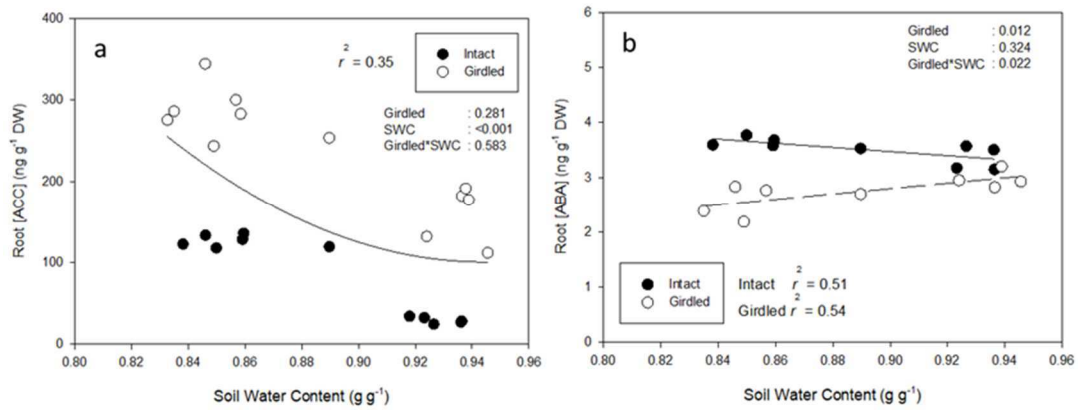 a
r² = 0.35
Intact
Girdled
Girdled : 0.281
SWC : <0.001
Girdled*SWC : 0.583
400
300
200
100
0
Root [ACC] (ng g⁻¹ DW)
0.80 0.82 0.84 0.86 0.88 0.90 0.92 0.94 0.96
Soil Water Content (g g⁻¹)
b
Girdled : 0.012
SWC : 0.324
Girdled*SWC : 0.022
6
5
4
3
2
1
0
Root [ABA] (ng g⁻¹ DW)
Intact
Girdled
Intact r² = 0.51
Girdled r² = 0.54
0.80 0.82 0.84 0.86 0.88 0.90 0.92 0.94 0.96
Soil Water Content (g g⁻¹)